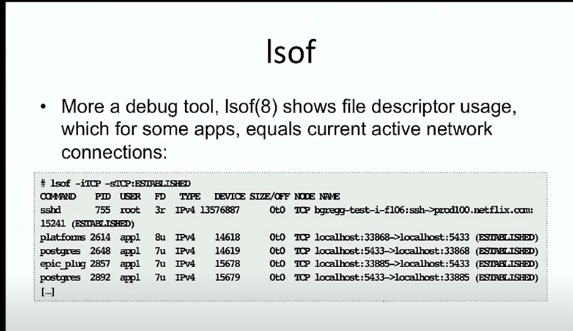 lsof
• More a debug tool, lsof(8) shows file descriptor usage,
which for some apps, equals current active network
connections:
# lsof -iTCP -sTCP:ESTABLISHED
COMMAND PID USER FD TYPE DEVICE SIZE/OFF NODE NAME
sshd 755 root 3r IPv4 13576887 0t0 TCP bgregg-test-i-f106:ssh->prod100.netflix.com:
15241 (ESTABLISHED)
platforms 2614 app1 8u IPv4 14618 0t0 TCP localhost:33868->localhost:5433 (ESTABLISHED)
postgres 2648 app1 7u IPv4 14619 0t0 TCP localhost:5433->localhost:33868 (ESTABLISHED)
epic_plug 2857 app1 7u IPv4 15678 0t0 TCP localhost:33885->localhost:5433 (ESTABLISHED)
postgres 2892 app1 7u IPv4 15679 0t0 TCP localhost:5433->localhost:33885 (ESTABLISHED)
[…]